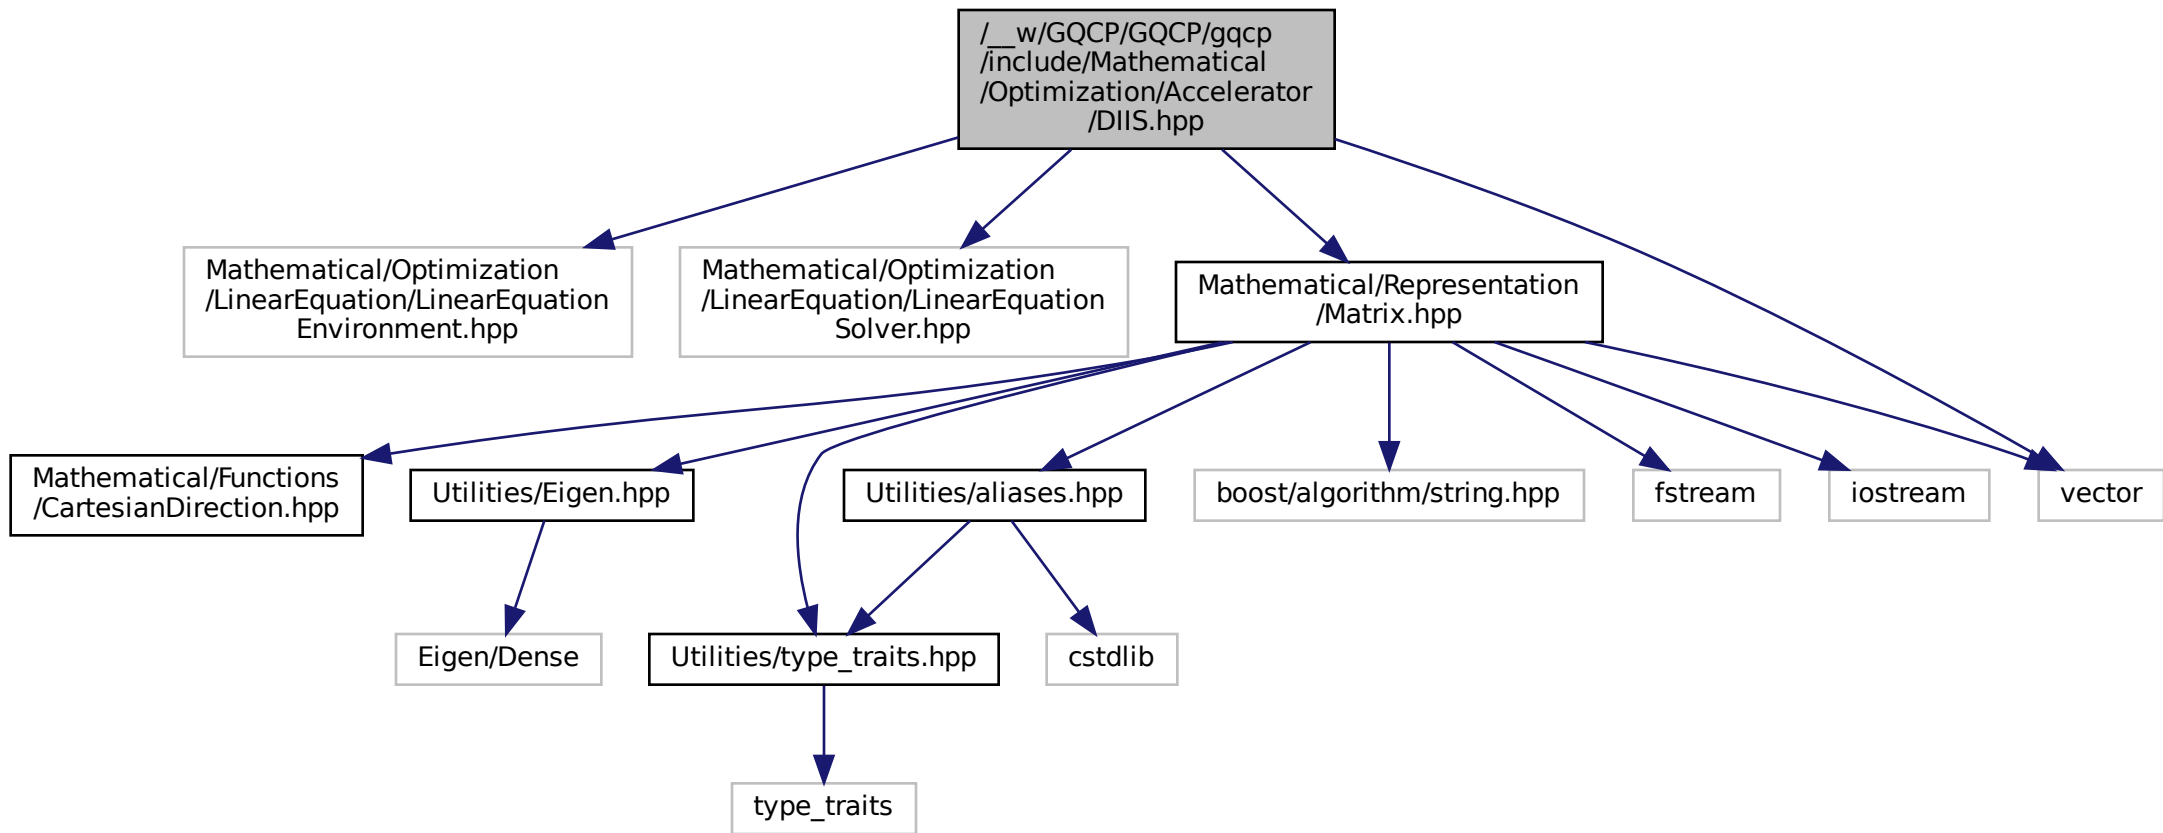 /__w/GQCP/GQCP/gqcp
/include/Mathematical
/Optimization/Accelerator
/DIIS.hpp
Mathematical/Optimization
/LinearEquation/LinearEquation
Environment.hpp
Mathematical/Optimization
/LinearEquation/LinearEquation
Solver.hpp
Mathematical/Representation
/Matrix.hpp
Mathematical/Functions
/CartesianDirection.hpp
Utilities/Eigen.hpp
Utilities/aliases.hpp
boost/algorithm/string.hpp
fstream
iostream
vector
Eigen/Dense
Utilities/type_traits.hpp
cstdlib
type_traits